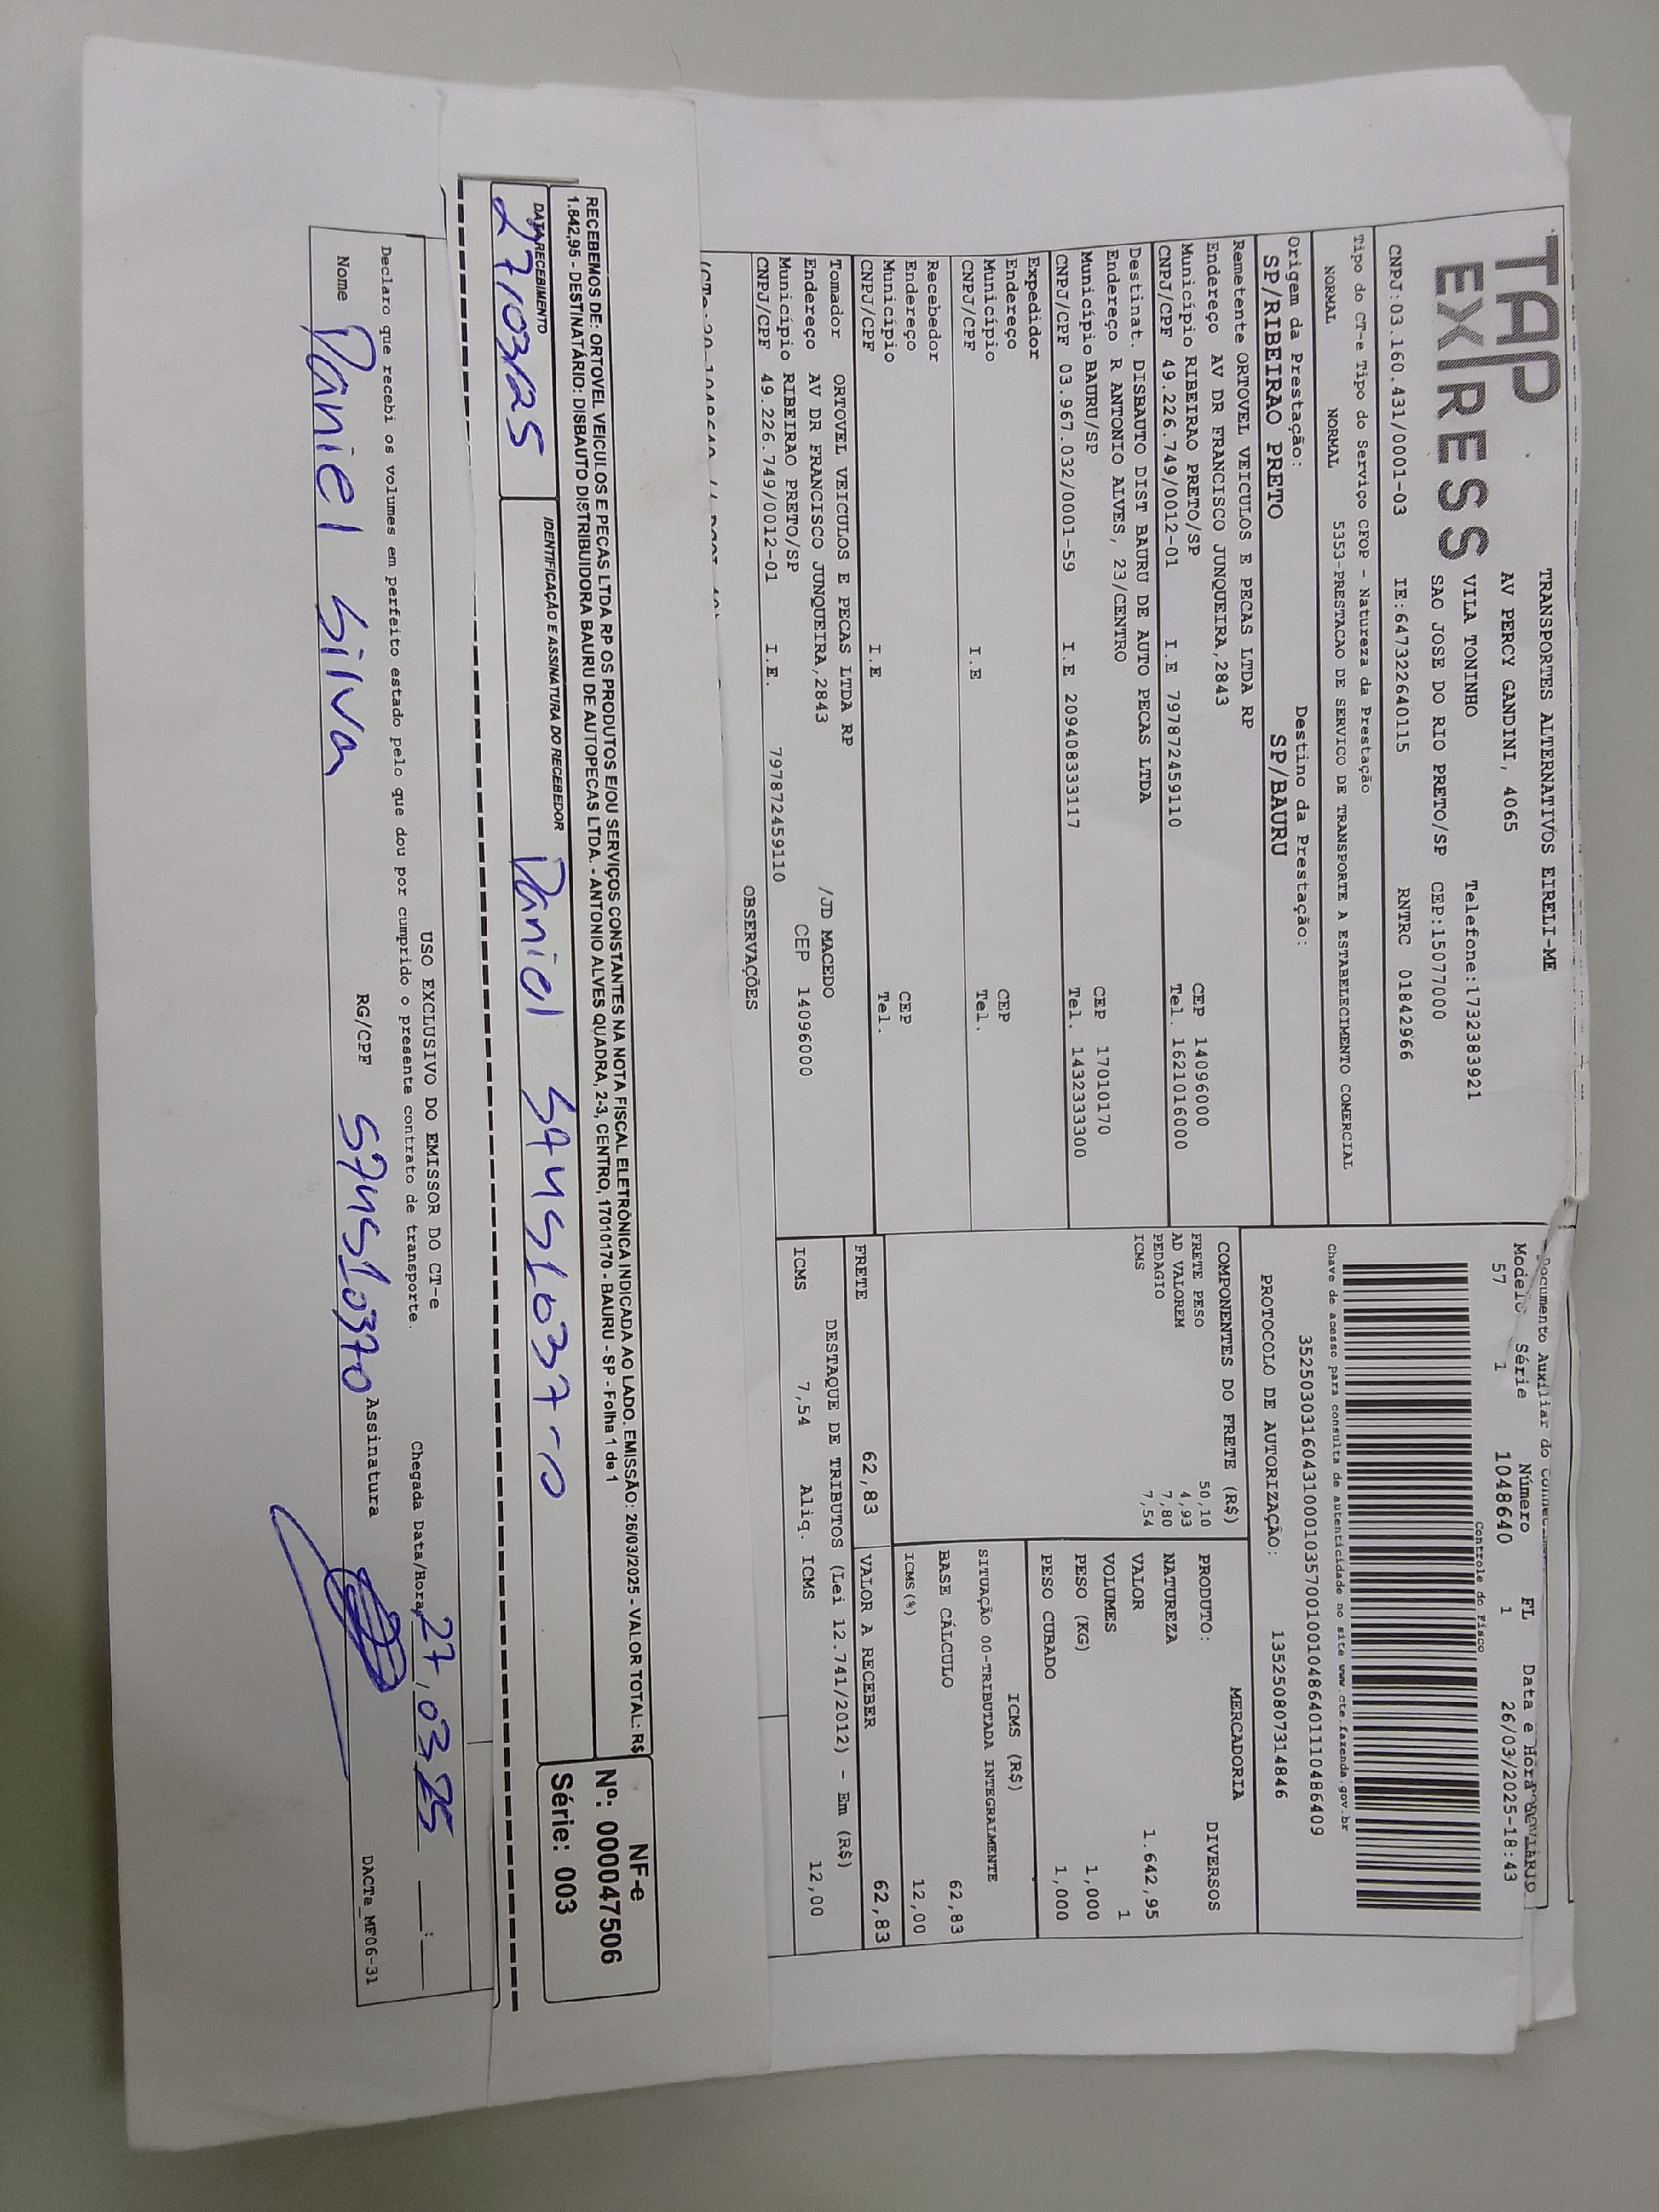 TAP
EXPRESS
TRANSPORTES ALTERNATIVOS EIRELI-ME
AV PERCY GANDINI, 4065
VILA TONINHO Telefone:1732383921
SAO JOSE DO RIO PRETO/SP CEP:15077000
CNPJ:03.160.431/0001-03 IE:647322640115 RNTRC 01842966
Tipo do CT-e Tipo do Serviço CFOP - Natureza da Prestação
NORMAL NORMAL 5353-PRESTACAO DE SERVICO DE TRANSPORTE A ESTABELECIMENTO COMERCIAL
Origem da Prestação: Destino da Prestação:
SP/RIBEIRAO PRETO SP/BAURU
Remetente ORTOVEL VEICULOS E PECAS LTDA RP
Endereço AV DR FRANCISCO JUNQUEIRA,2843 CEP 14096000
Município RIBEIRAO PRETO/SP Tel. 1621016000
CNPJ/CPF 49.226.749/0012-01 I.E 797872459110
Destinat. DISBAUTO DIST BAURU DE AUTO PECAS LTDA
Endereço R ANTONIO ALVES, 23/CENTRO CEP 17010170
Município BAURU/SP Tel. 1432333300
CNPJ/CPF 03.967.032/0001-59 I.E 209408333117
Expedidor
Endereço CEP
Município Tel.
CNPJ/CPF I.E
Recebedor
Endereço CEP
Município Tel.
CNPJ/CPF I.E
Tomador ORTOVEL VEICULOS E PECAS LTDA RP
Endereço AV DR FRANCISCO JUNQUEIRA,2843 /JD MACEDO
Município RIBEIRAO PRETO/SP CEP 14096000
CNPJ/CPF 49.226.749/0012-01 I.E. 797872459110
OBSERVAÇÕES
Documento Auxiliar do
Modelo Série Número FL Data e Hora
57 1 1048640 1 26/03/2025-18:43
Controle do Fisco
Chave de acesso para consulta de autenticidade no site www.cte.fazenda.gov.br
35250303160431000103570010010486401110486409
PROTOCOLO DE AUTORIZAÇÃO: 135250807314846
COMPONENTES DO FRETE (R$)
FRETE PESO 50,10
AD VALOREM 4,93
PEDAGIO 7,80
ICMS 7,54
MERCADORIA
PRODUTO: DIVERSOS
NATUREZA
VALOR 1.642,95
VOLUMES 1
PESO (KG) 1,000
PESO CUBADO 1,000
ICMS (R$)
SITUAÇÃO 00-TRIBUTADA INTEGRALMENTE
BASE CÁLCULO 62,83
ICMS(%) 12,00
FRETE 62,83 VALOR A RECEBER 62,83
DESTAQUE DE TRIBUTOS (Lei 12.741/2012) - Em (R$)
ICMS 7,54 Aliq. ICMS 12,00
RECEBEMOS DE: ORTOVEL VEICULOS E PECAS LTDA RP OS PRODUTOS E/OU SERVIÇOS CONSTANTES NA NOTA FISCAL ELETRÔNICA INDICADA AO LADO. EMISSÃO: 26/03/2025 - VALOR TOTAL: R$
1.642,95 - DESTINATÁRIO: DISBAUTO DISTRIBUIDORA BAURU DE AUTOPECAS LTDA. - ANTONIO ALVES QUADRA, 2-3, CENTRO, 17010170 - BAURU - SP - Folha 1 de 1
NF-e
Nº: 000047506
Série: 003
DATA RECEBIMENTO IDENTIFICAÇÃO E ASSINATURA DO RECEBEDOR
27/03/25 Daniel
USO EXCLUSIVO DO EMISSOR DO CT-e
Declaro que recebi os volumes em perfeito estado pelo que dou por cumprido o presente contrato de transporte.
Chegada Data/Hora 27/03/25 __:__
Nome Daniel Silva RG/CPF Assinatura
DACTe_MF06-31